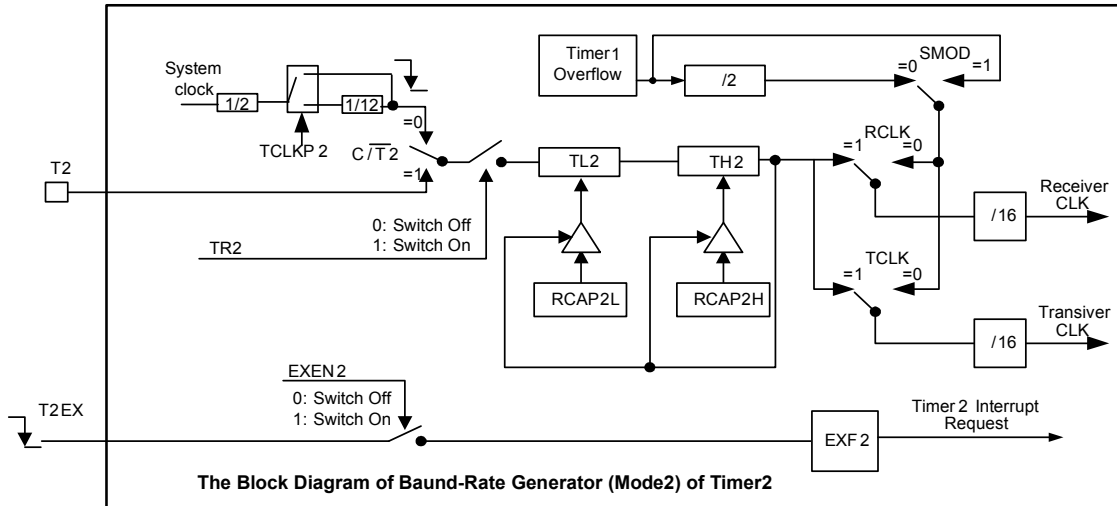 Timer1
Overflow
/2
SMOD
=0
=1
System
clock
1/2
1/12
TCLKP2
=0
C/T2
=1
T2
TL2
TH2
RCLK
=1
=0
/16
Receiver
CLK
0: Switch Off
1: Switch On
TR2
RCAP2L
RCAP2H
TCLK
=1
=0
/16
Transiver
CLK
EXEN2
0: Switch Off
1: Switch On
T2EX
EXF2
Timer2 Interrupt
Request
The Block Diagram of Baund-Rate Generator (Mode2) of Timer2